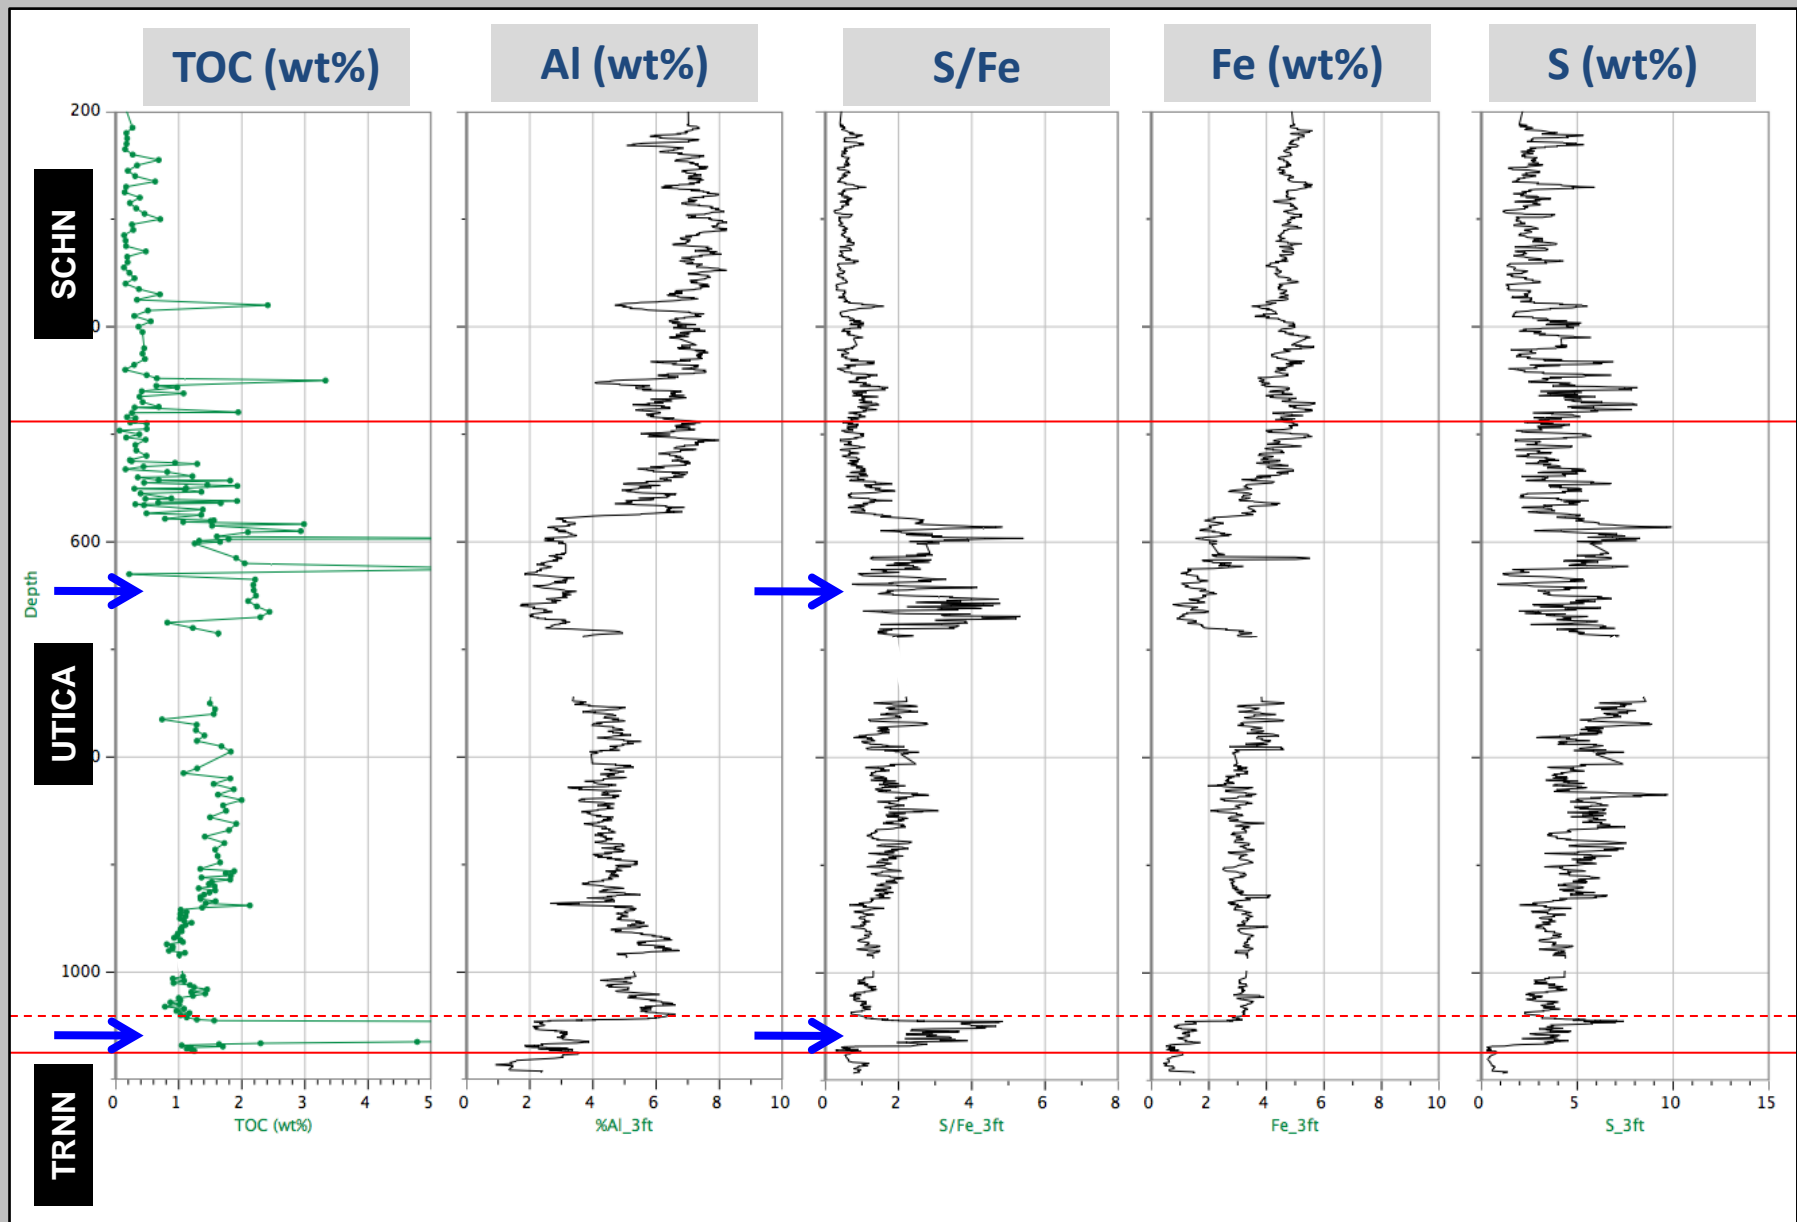 TOC (wt%) Al (wt%) S/Fe Fe (wt%) S (wt%)
200
SCHN
0
600
Depth
UTICA
0
1000
TRNN
0 1 2 3 4 5 0 2 4 6 8 10 0 2 4 6 8 0 2 4 6 8 10 0 5 10 15
TOC (wt%) %Al_3ft S/Fe_3ft Fe_3ft S_3ft